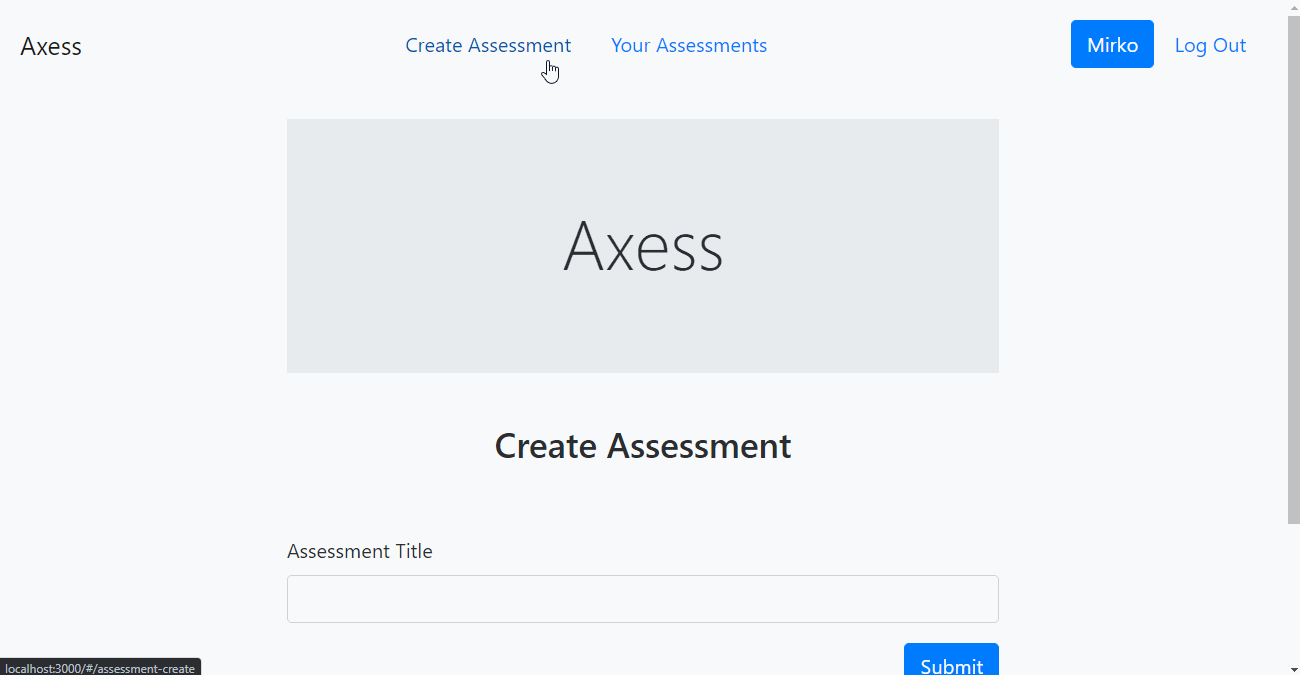 Axess
Create Assessment
Your Assessments
Mirko
Log Out
Axess
Create Assessment
Assessment Title
Submit
localhost:3000/#/assessment-create